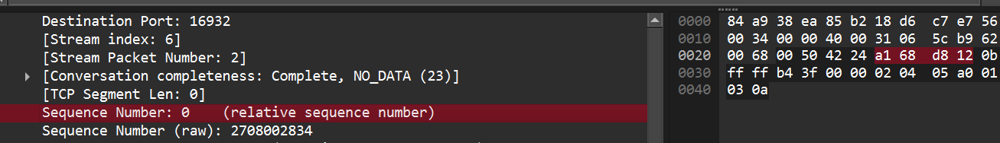 Destination Port: 16932
[Stream index: 6]
[Stream Packet Number: 2]
[Conversation completeness: Complete, NO_DATA (23)]
[TCP Segment Len: 0]
Sequence Number: 0    (relative sequence number)
Sequence Number (raw): 2708002834
0000  84 a9 38 ea 85 b2 18 d6  c7 e7 56
0010  00 34 00 00 40 00 31 06  5c b9 62
0020  00 68 00 50 42 24 a1 68  d8 12 0b
0030  ff ff b4 3f 00 00 02 04  05 a0 01
0040  03 0a